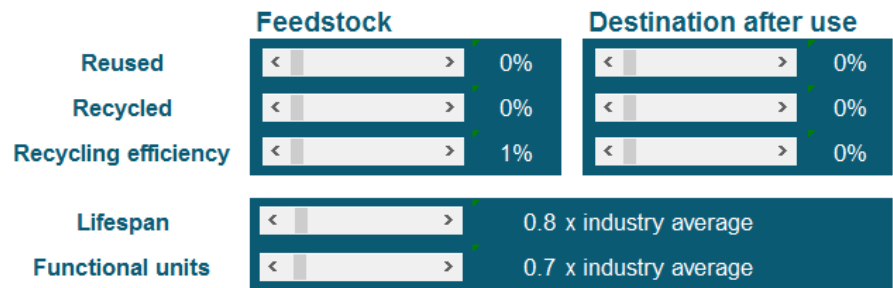 Feedstock Destination after use
Reused 0% 0%
Recycled 0% 0%
Recycling efficiency 1% 0%
Lifespan 0.8 x industry average
Functional units 0.7 x industry average